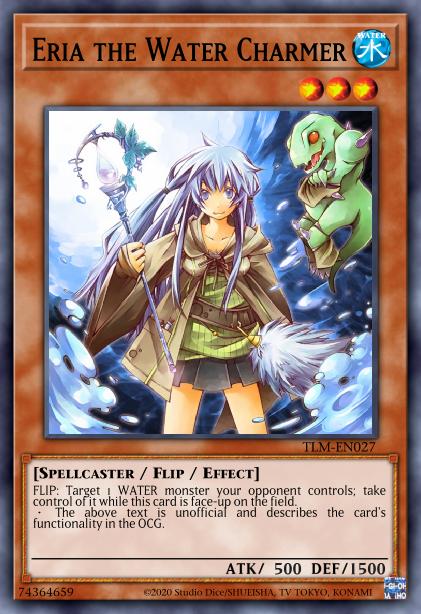 ERIA THE WATER CHARMER
WATER
水
TLM-EN027
[SPELLCASTER / FLIP / EFFECT]
FLIP: Target 1 WATER monster your opponent controls; take
control of it while this card is face-up on the field.
· The above text is unofficial and describes the card's
functionality in the OCG.
ATK/ 500 DEF/1500
74364659
©2020 Studio Dice/SHUEISHA, TV TOKYO, KONAMI